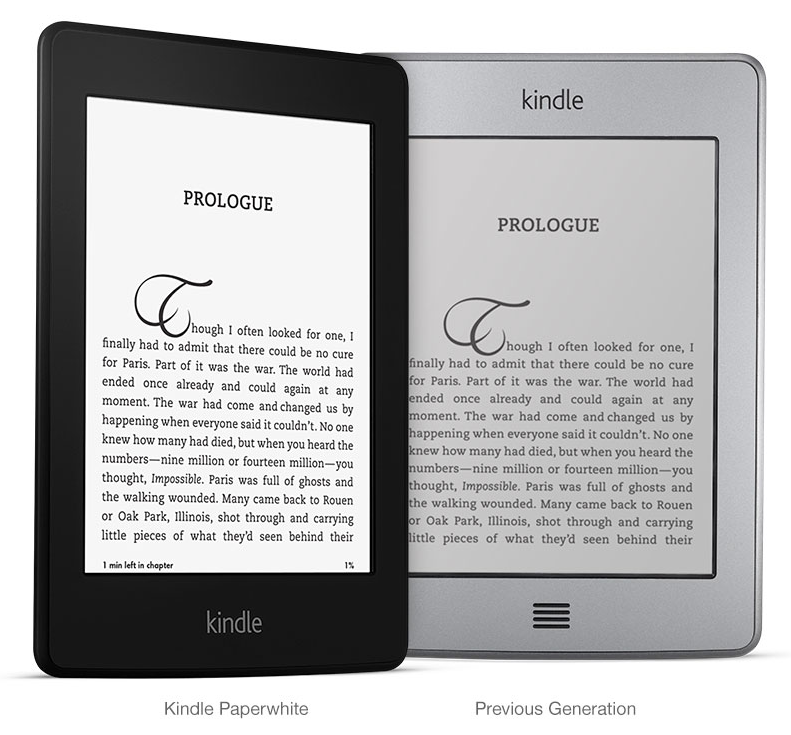 PROLOGUE
Though I often looked for one, I
finally had to admit that there could be no cure
for Paris. Part of it was the war. The world had
ended once already and could again at any
moment. The war had come and changed us by
happening when everyone said it couldn't. No one
knew how many had died, but when you heard the
numbers—nine million or fourteen million—you
thought, Impossible. Paris was full of ghosts and
the walking wounded. Many came back to Rouen
or Oak Park, Illinois, shot through and carrying
little pieces of what they'd seen behind their
1 min left in chapter 1%
kindle
Kindle Paperwhite
kindle
PROLOGUE
Though I often looked for one, I
finally had to admit that there could be no cure
for Paris. Part of it was the war. The world had
ended once already and could again at any
moment. The war had come and changed us by
happening when everyone said it couldn't. No one
knew how many had died, but when you heard the
numbers—nine million or fourteen million—you
thought, Impossible. Paris was full of ghosts and
the walking wounded. Many came back to Rouen
or Oak Park, Illinois, shot through and carrying
little pieces of what they'd seen behind their
Previous Generation